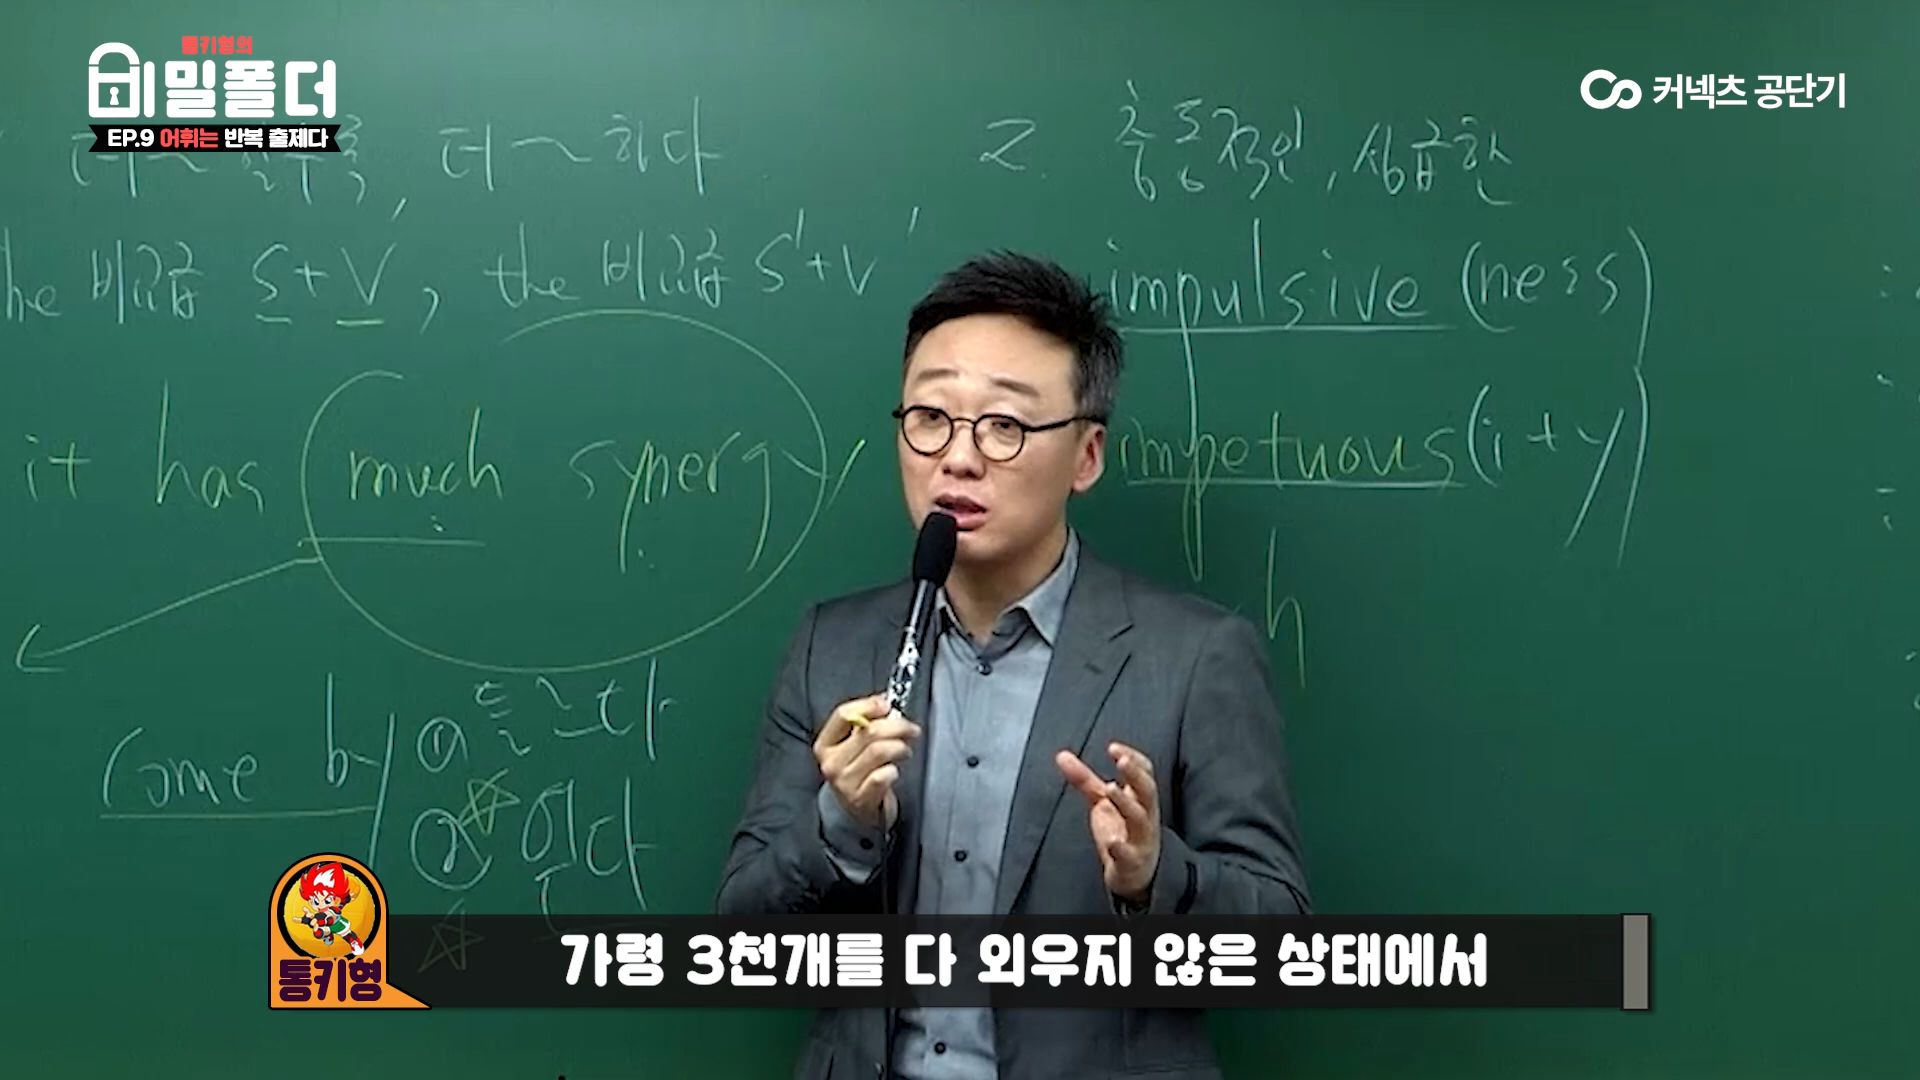 통키형의
비밀폴더
EP.9 어휘는 반복 출제다
커넥츠 공단기
더~할수록, 더~하다
the 비교급 S+V, the 비교급 S'+V'
it has much synergy
come by ① 들르다
② 얻다
2. 충동적인, 성급한
impulsive (ness)
impetuous (i+y)
h
통키형
가령 3천개를 다 외우지 않은 상태에서